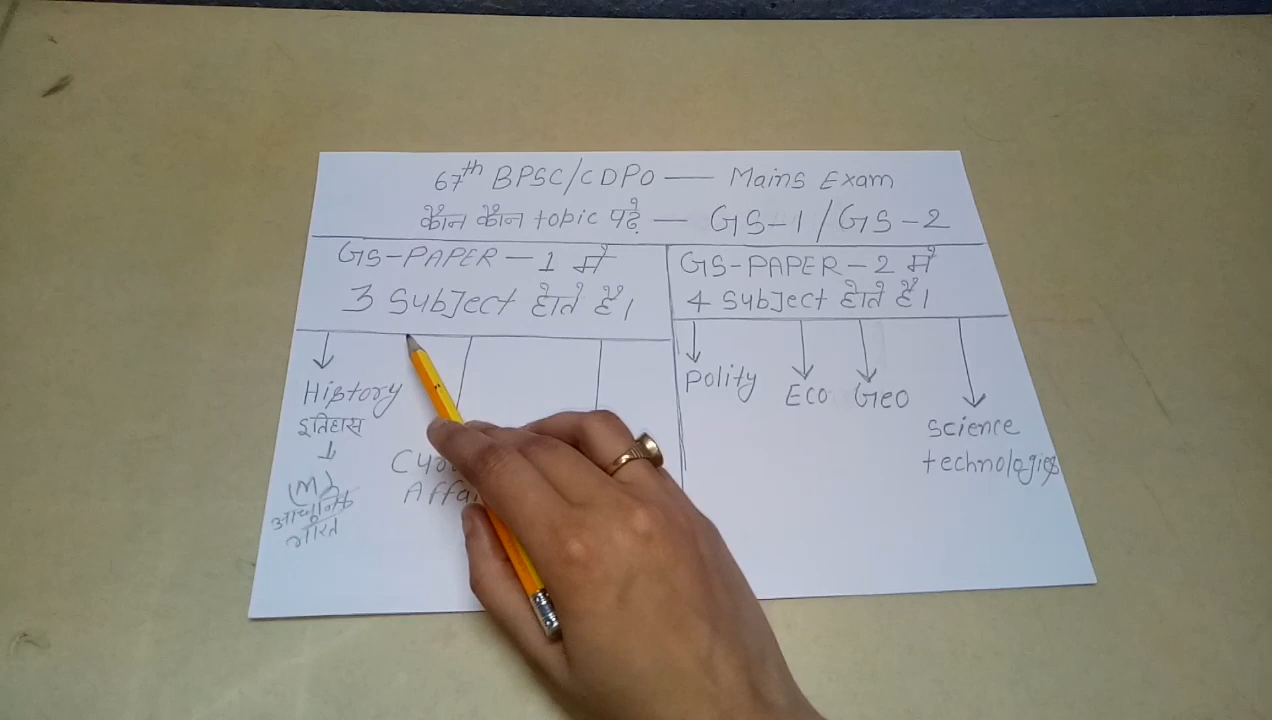 67th BPSC/CDPO — Mains Exam
कौन कौन topic पढ़े — GS-1/GS-2
GS-PAPER-1 में
3 Subject होते हैं।
GS-PAPER-2 में
4 Subject होते हैं।
History
इतिहास
(M)
आधुनिक
भारत
Polity
Eco
Geo
Science
technologies